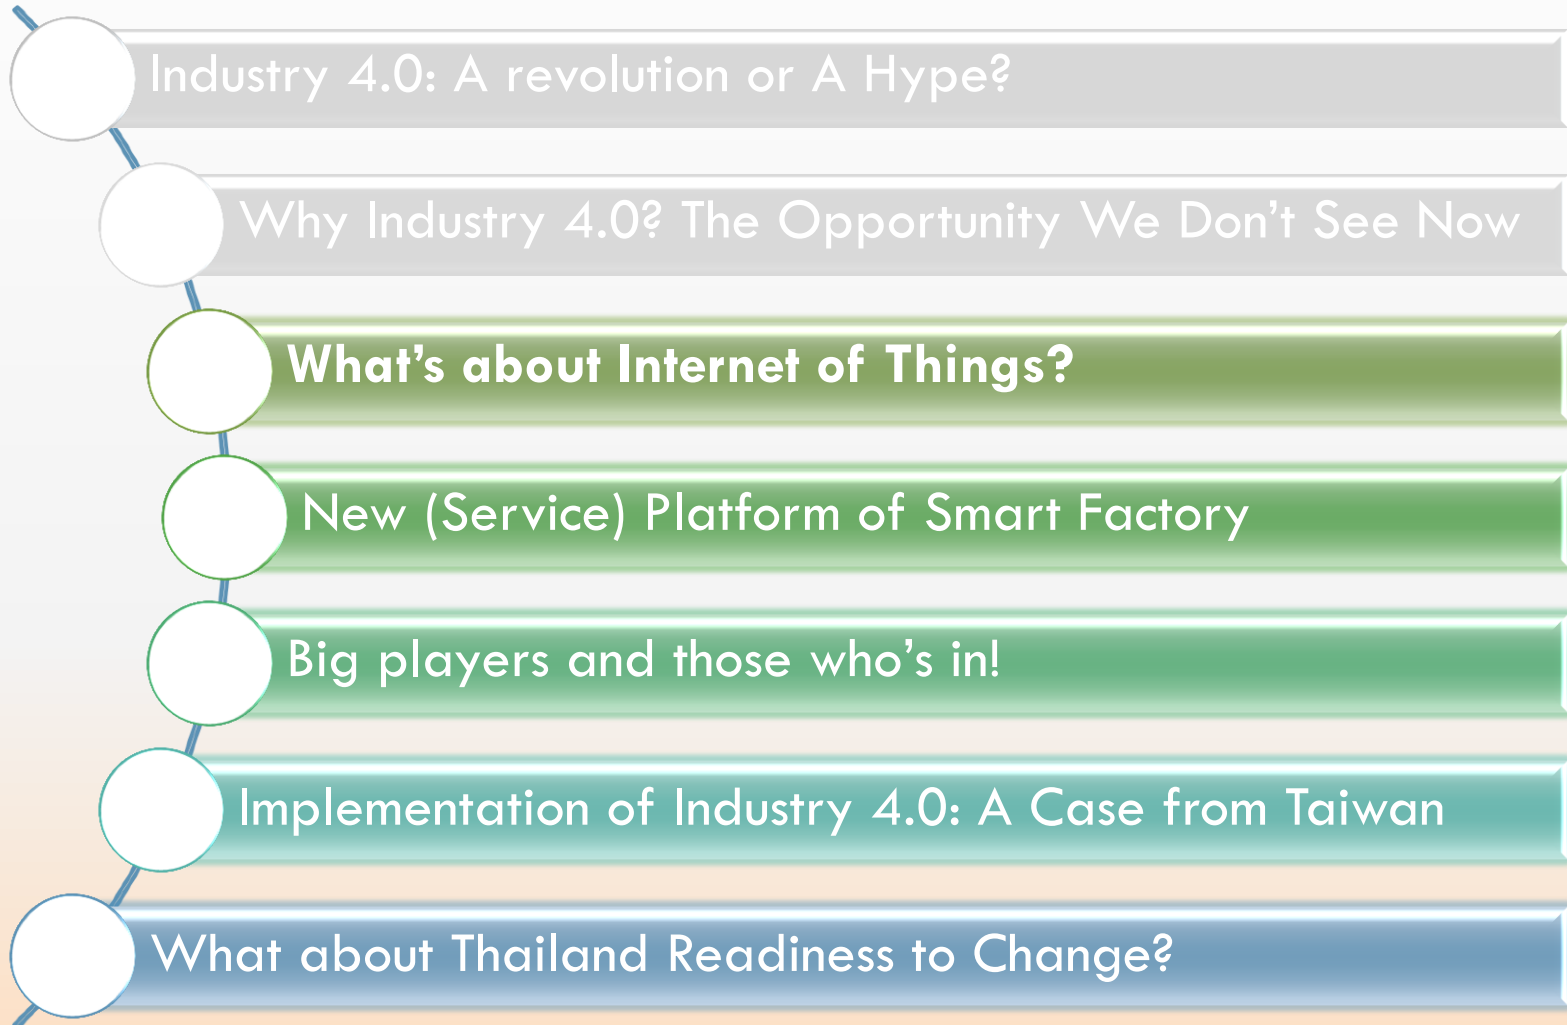 Industry 4.0: A revolution or A Hype?
Why Industry 4.0? The Opportunity We Don’t See Now
What’s about Internet of Things?
New (Service) Platform of Smart Factory
Big players and those who’s in!
Implementation of Industry 4.0: A Case from Taiwan
What about Thailand Readiness to Change?